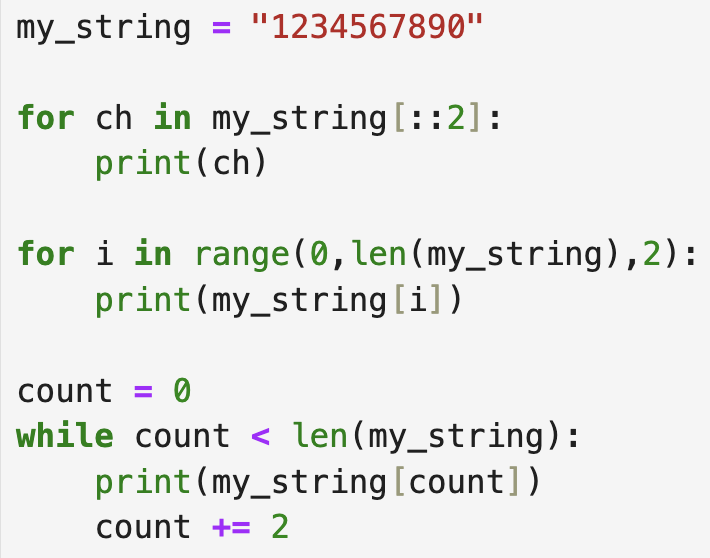 my_string = "1234567890"

for ch in my_string[::2]:
    print(ch)

for i in range(0,len(my_string),2):
    print(my_string[i])

count = 0
while count < len(my_string):
    print(my_string[count])
    count += 2